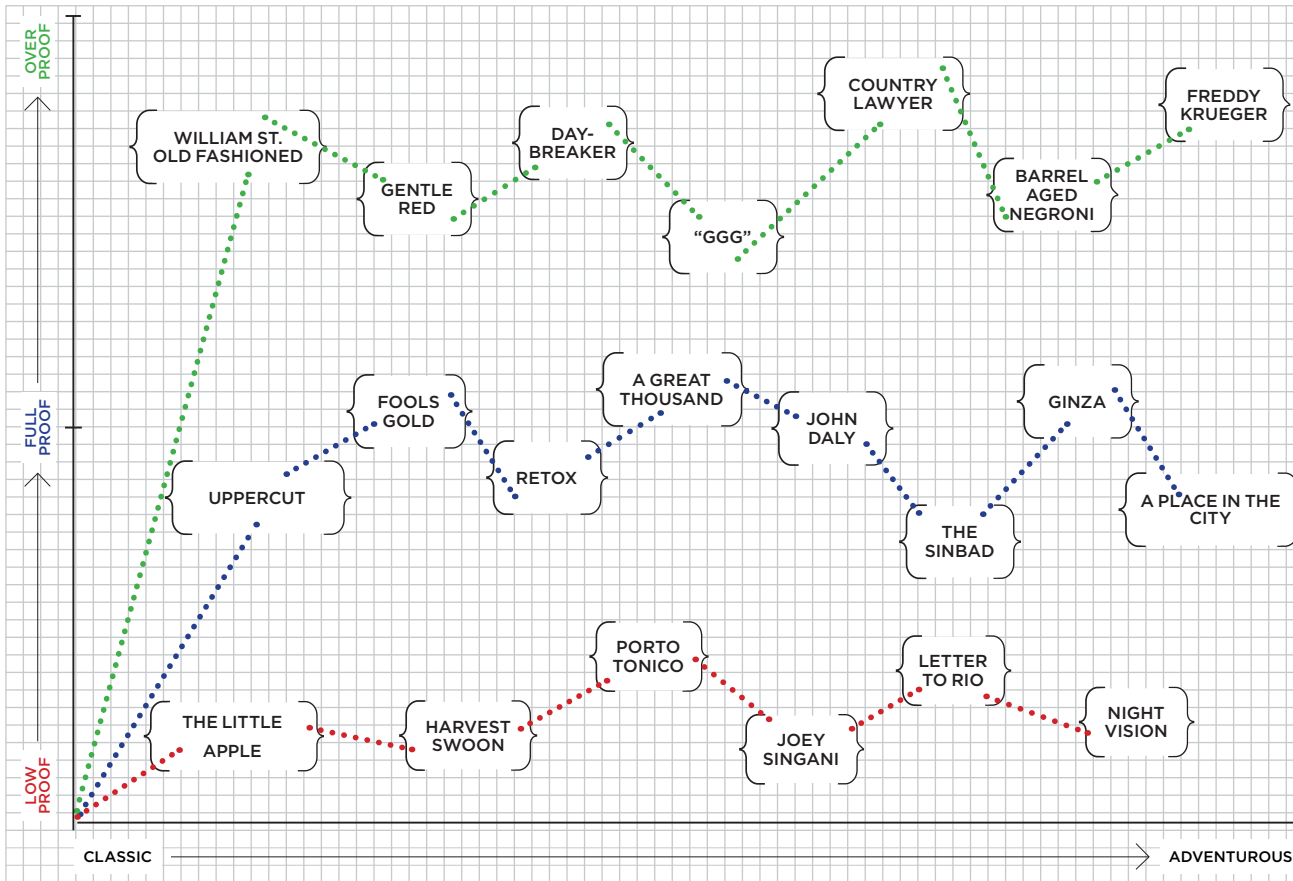 OVER
PROOF
WILLIAM ST.
OLD FASHIONED
GENTLE
RED
DAY-
BREAKER
“GGG”
COUNTRY
LAWYER
BARREL
AGED
NEGRONI
FREDDY
KRUEGER
FULL
PROOF
UPPERCUT
FOOLS
GOLD
RETOX
A GREAT
THOUSAND
JOHN
DALY
THE
SINBAD
GINZA
A PLACE IN THE
CITY
LOW
PROOF
THE LITTLE
APPLE
HARVEST
SWOON
PORTO
TONICO
JOEY
SINGANI
LETTER
TO RIO
NIGHT
VISION
CLASSIC
ADVENTUROUS